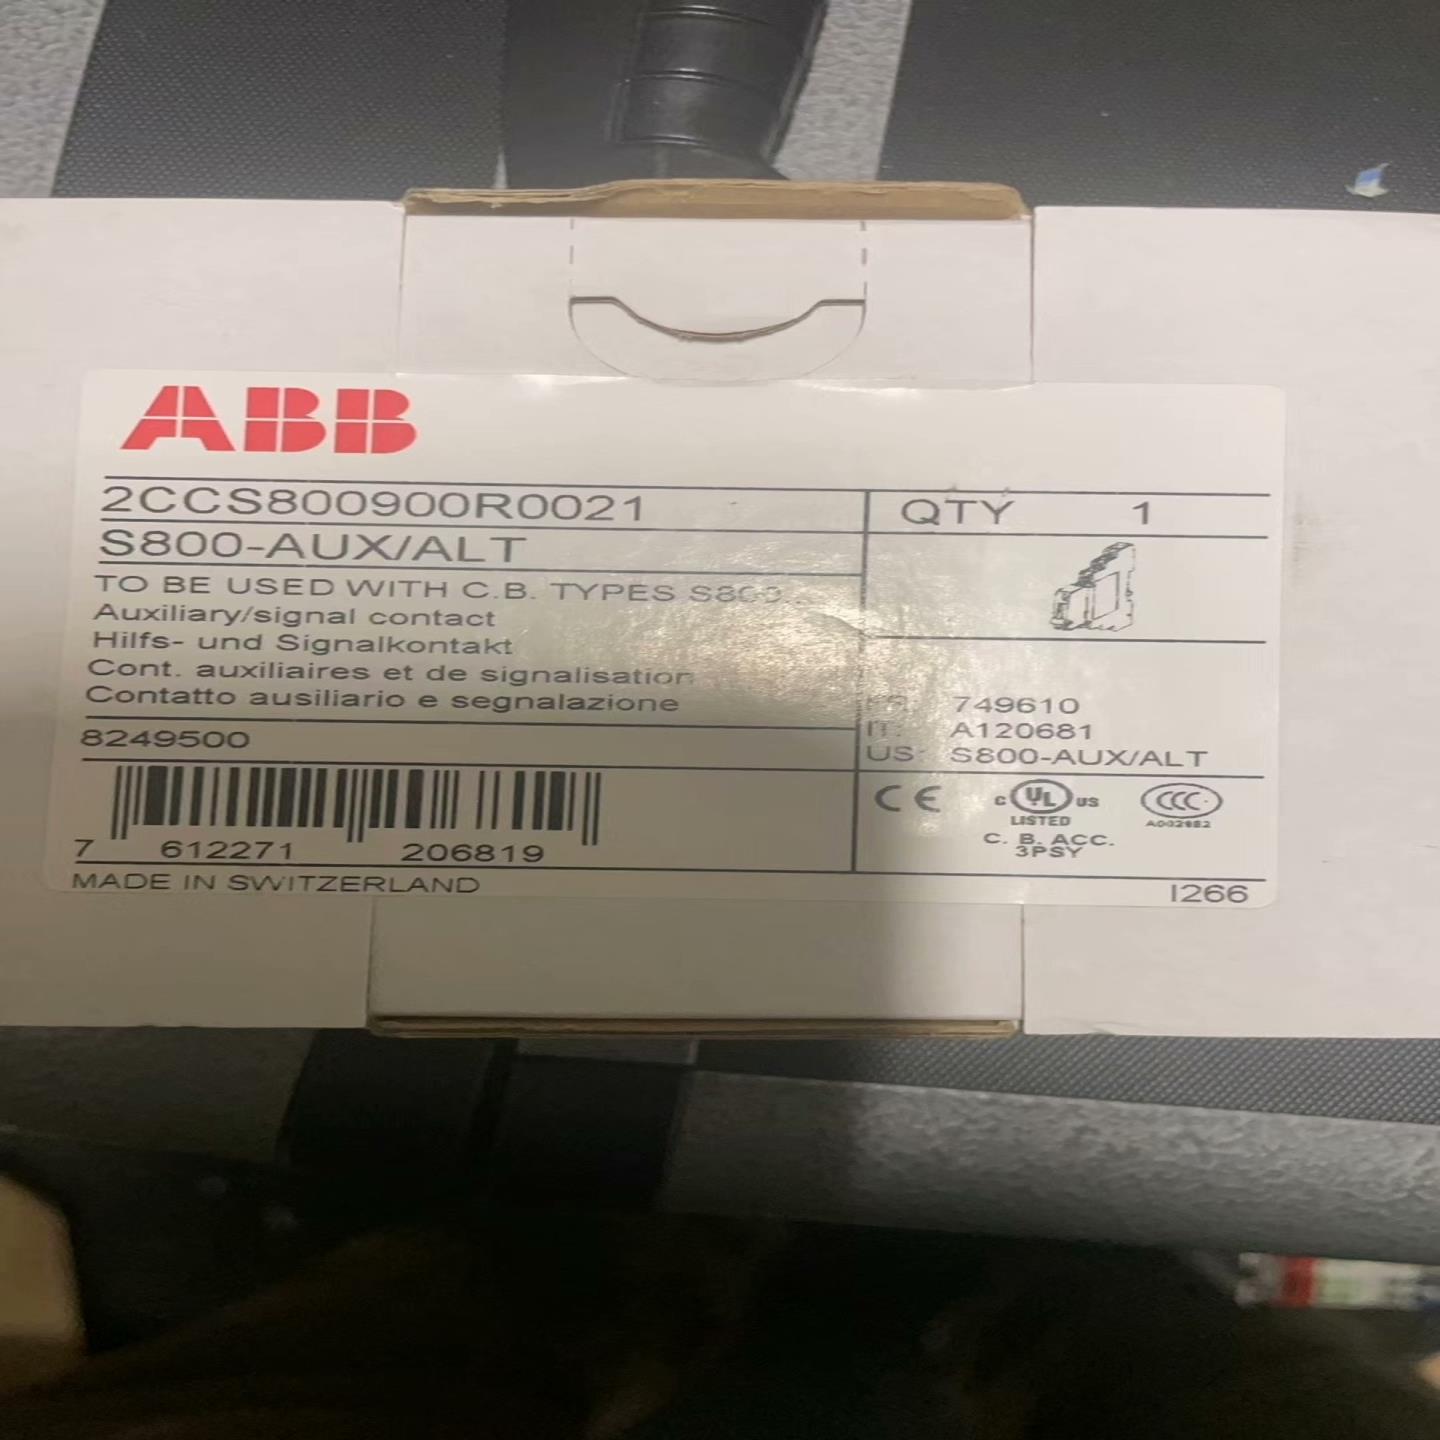 ABB
2CCS800900R0021
QTY 1
S800-AUX/ALT
TO BE USED WITH C.B. TYPES
Auxiliary/signal contact
Hilfs- und Signalkontakt
Cont. auxiliaires et de signalisation
Contatto ausiliario e segnalazione
749610
IT: A120681
US: S800-AUX/ALT
8249500
7 612271 206819
CE
C UL US
LISTED
C. B. ACC.
3PSY
CCC
MADE IN SWITZERLAND
I266